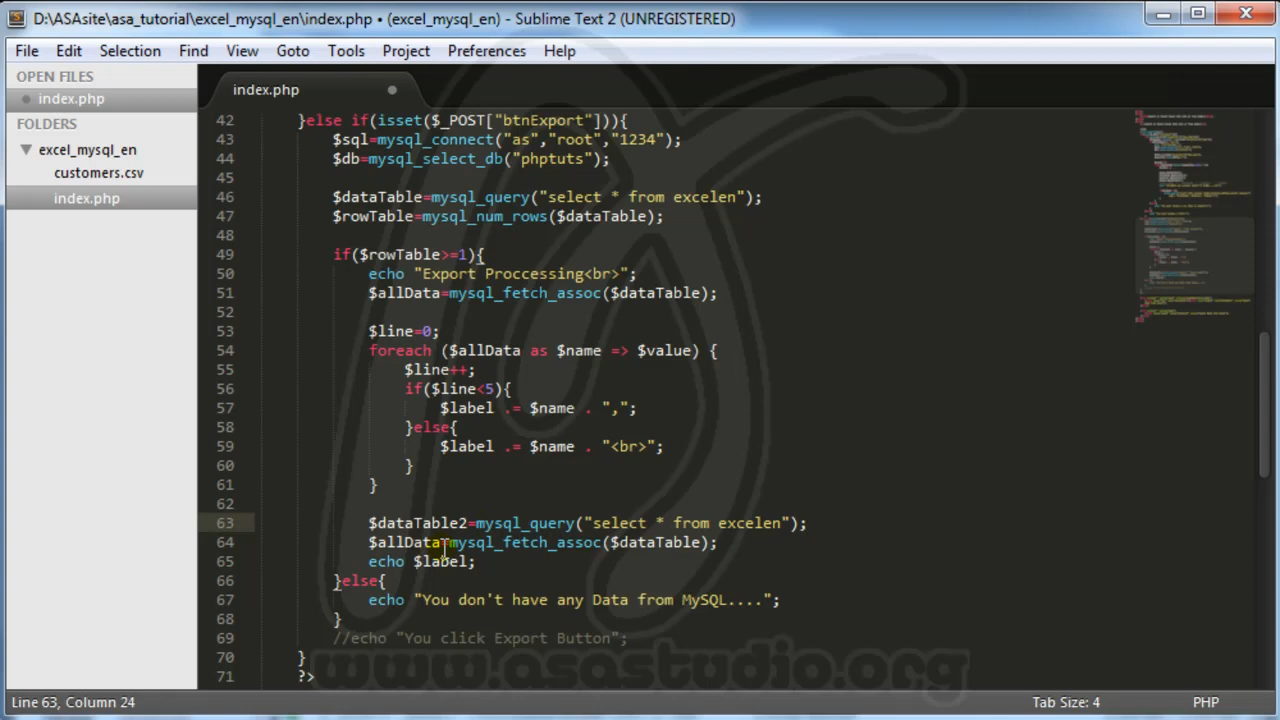 D:\ASAsite\asa_tutorial\excel_mysql_en\index.php • (excel_mysql_en) - Sublime Text 2 (UNREGISTERED)
File Edit Selection Find View Goto Tools Project Preferences Help
OPEN FILES
index.php
FOLDERS
excel_mysql_en
customers.csv
index.php
index.php
42 }else if(isset($_POST["btnExport"])){
43 $sql=mysql_connect("as","root","1234");
44 $db=mysql_select_db("phptuts");
45
46 $dataTable=mysql_query("select * from excelen");
47 $rowTable=mysql_num_rows($dataTable);
48
49 if($rowTable>=1){
50 echo "Export Proccessing<br>";
51 $allData=mysql_fetch_assoc($dataTable);
52
53 $line=0;
54 foreach ($allData as $name => $value) {
55 $line++;
56 if($line<5){
57 $label .= $name . ",";
58 }else{
59 $label .= $name . "<br>";
60 }
61 }
62
63 $dataTable2=mysql_query("select * from excelen");
64 $allData=mysql_fetch_assoc($dataTable);
65 echo $label;
66 }else{
67 echo "You don't have any Data from MySQL....";
68 }
69 //echo "You click Export Button";
70 }
71 ?>
www.asastudio.org
Line 63, Column 24
Tab Size: 4
PHP